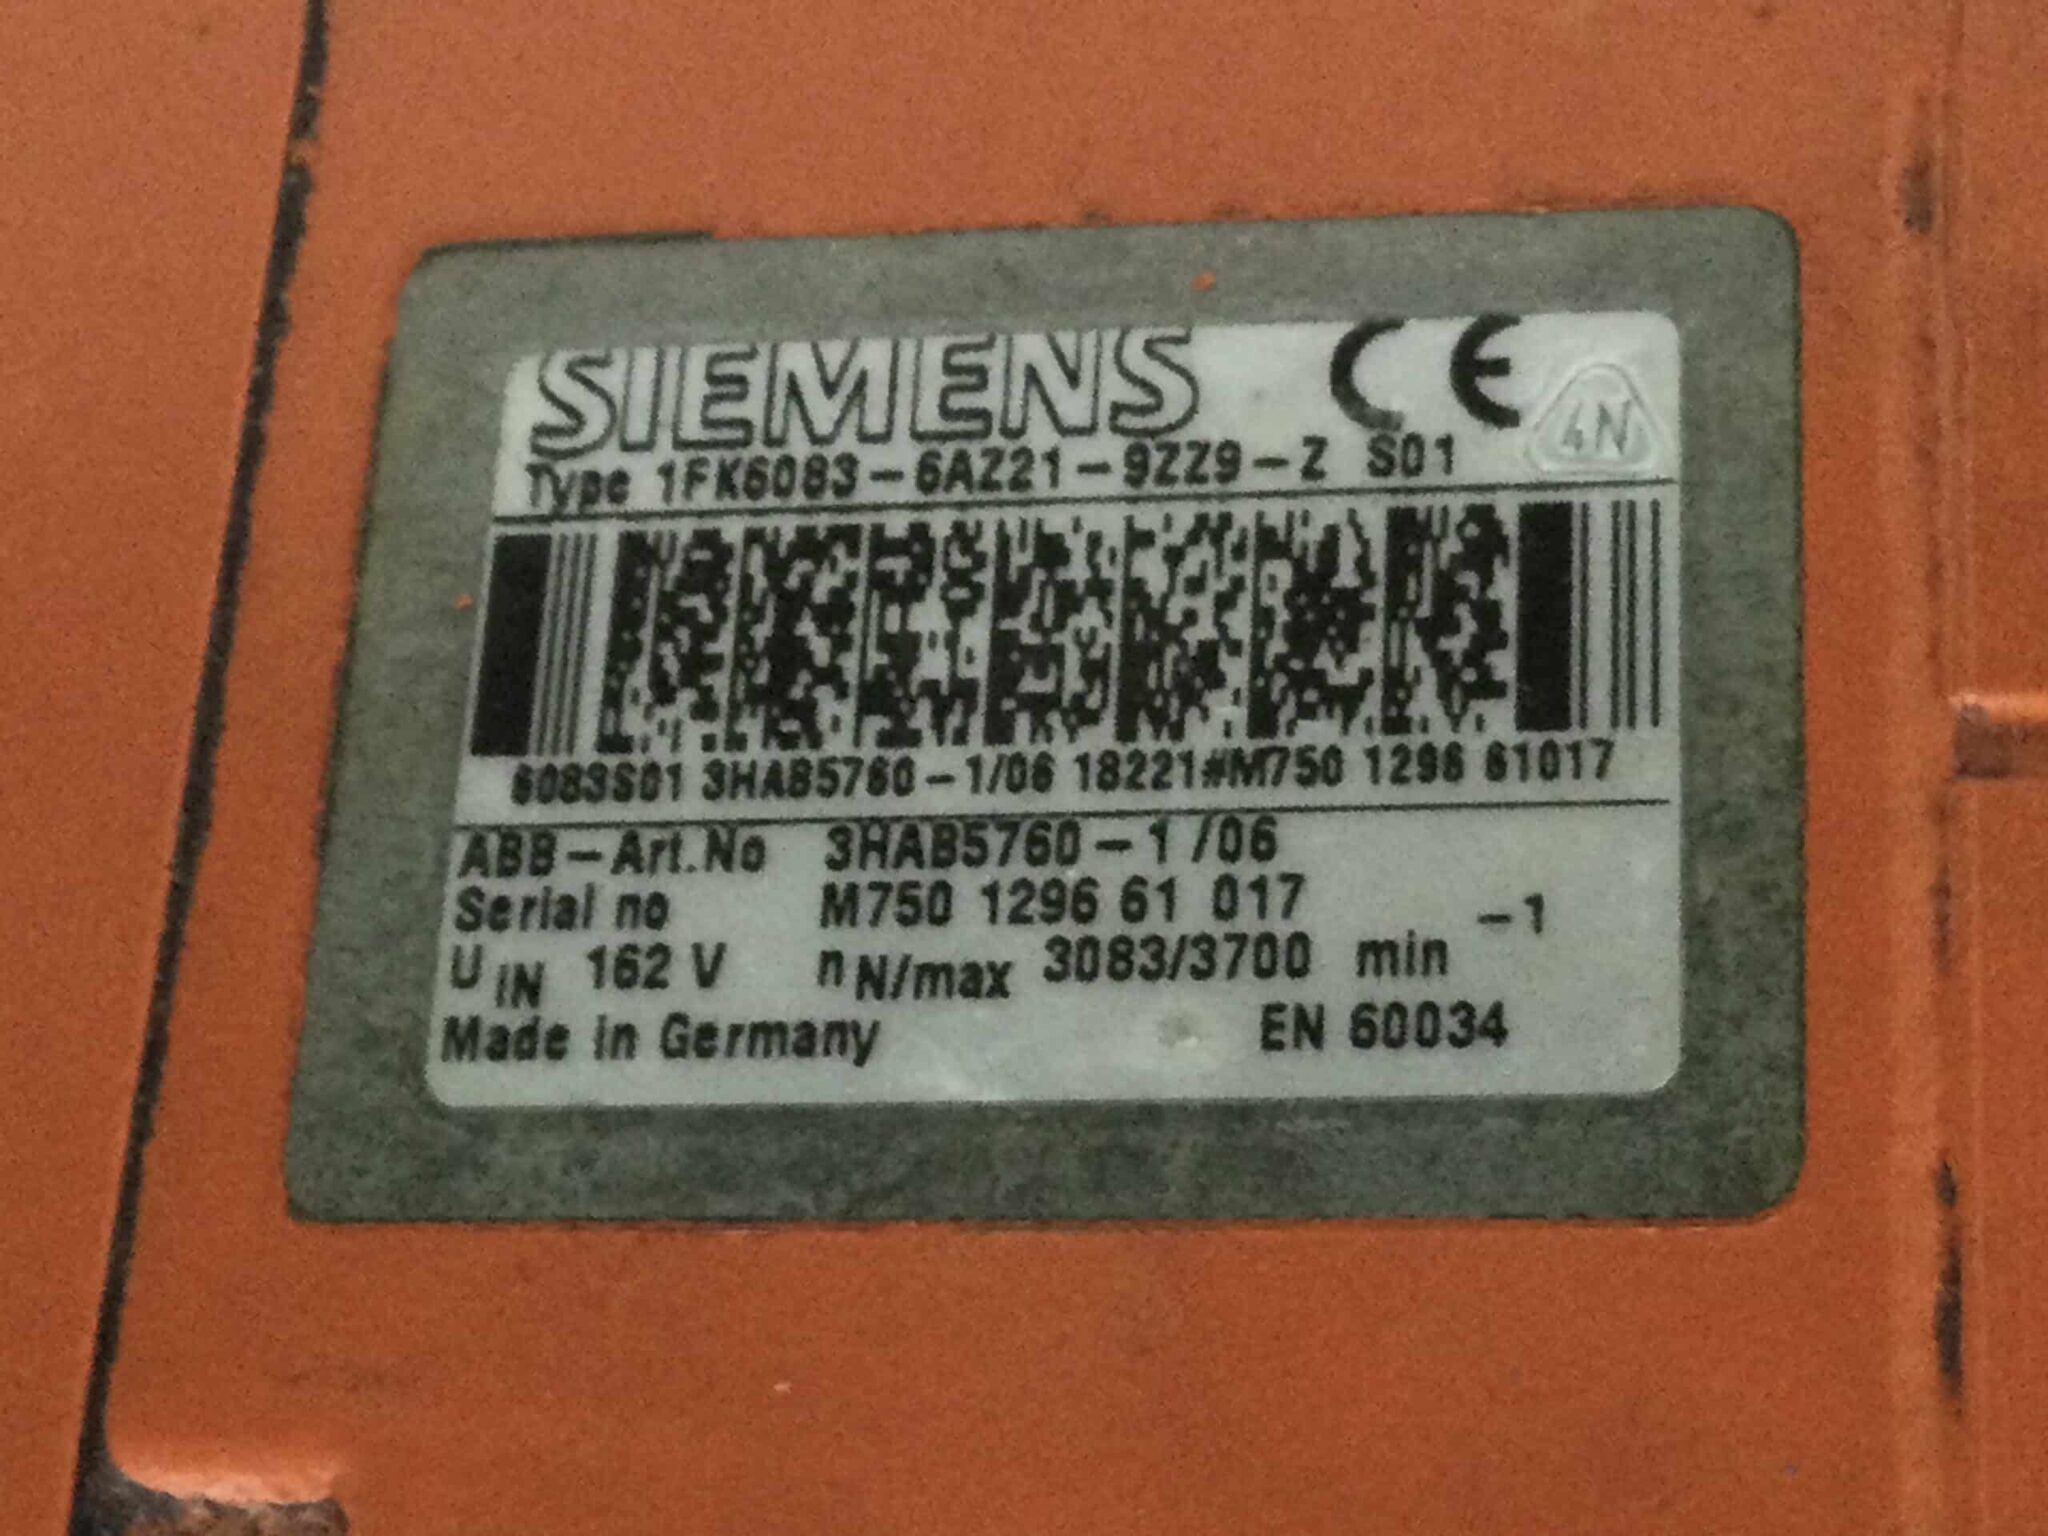 SIEMENS CE 4N
Type 1FK6083-6AZ21-9ZZ9-Z S01
6083S01 3HAB5760-1/06 18221#M750 1296 61017
ABB-Art.No 3HAB5760-1/06
Serial no M750 1296 61 017
U IN 162 V n N/max 3083/3700 min -1
Made in Germany EN 60034